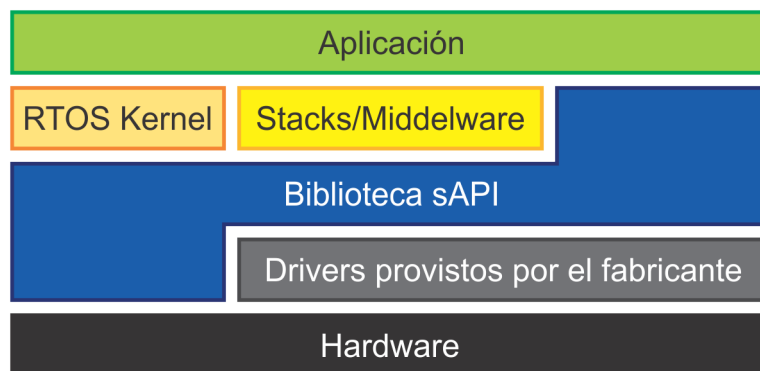 Aplicación
RTOS Kernel
Stacks/Middelware
Biblioteca sAPI
Drivers provistos por el fabricante
Hardware